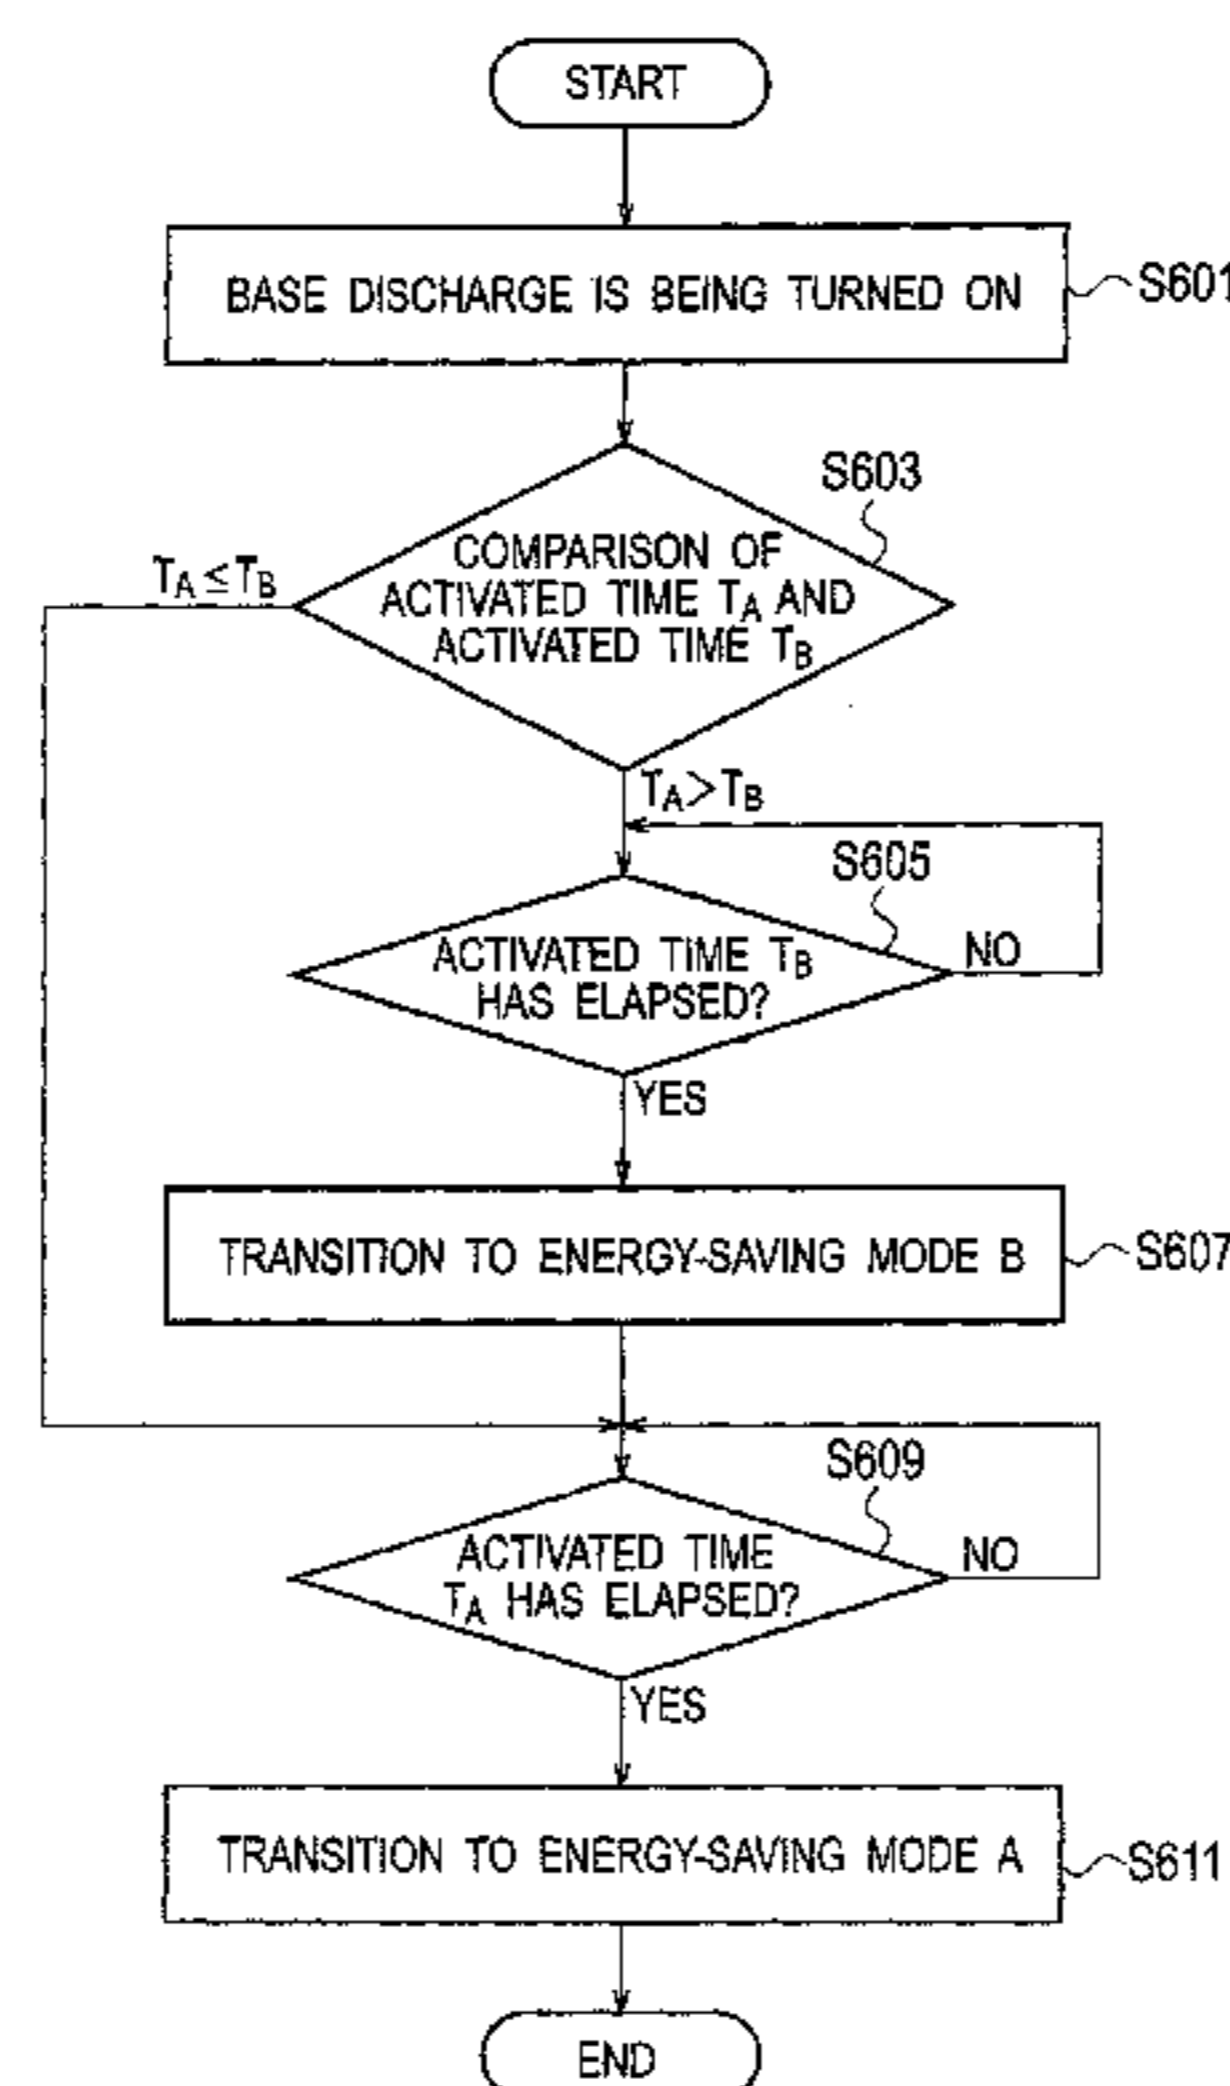 START
BASE DISCHARGE IS BEING TURNED ON
S601
S603
COMPARISON OF
ACTIVATED TIME TA AND
ACTIVATED TIME TB
TA≤TB
TA>TB
S605
ACTIVATED TIME TB
HAS ELAPSED?
NO
YES
TRANSITION TO ENERGY-SAVING MODE B
S607
S609
ACTIVATED TIME
TA HAS ELAPSED?
NO
YES
TRANSITION TO ENERGY-SAVING MODE A
S611
END